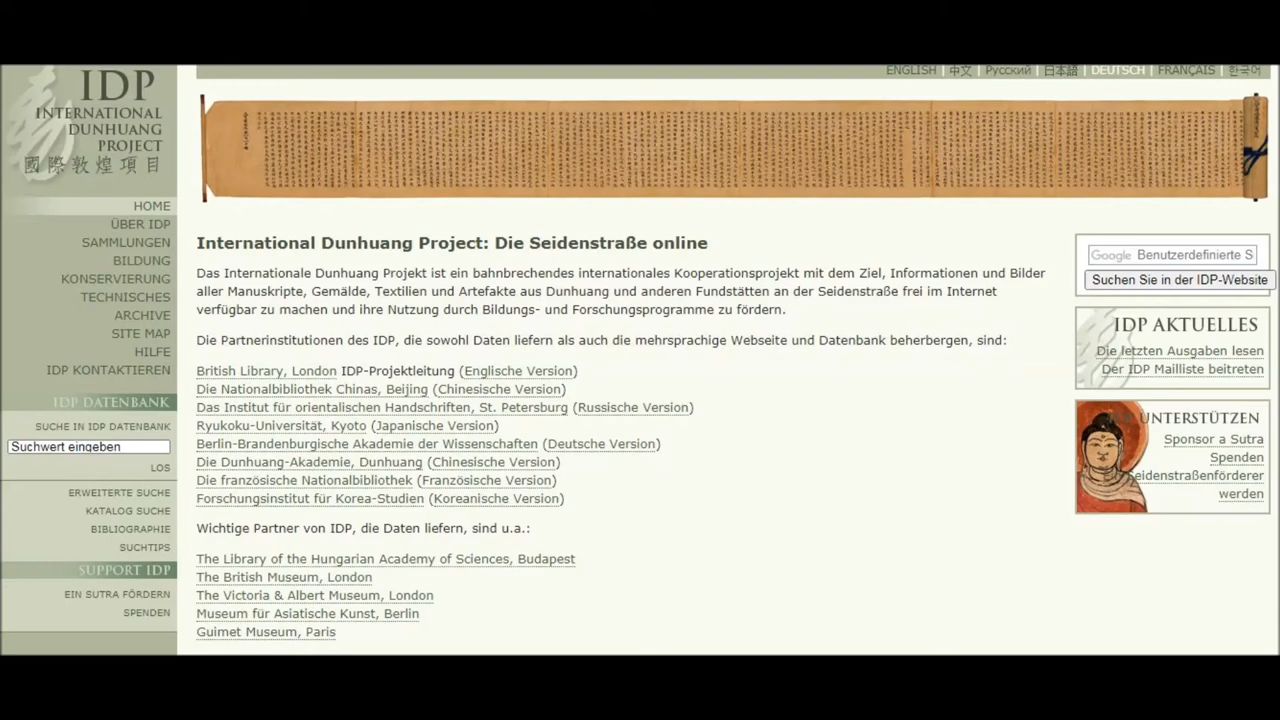 IDP
INTERNATIONAL
DUNHUANG
PROJECT
國際敦煌項目
ENGLISH | 中文 | Pусский | 日本語 | DEUTSCH | FRANÇAIS | 한국어
HOME
ÜBER IDP
SAMMLUNGEN
BILDUNG
KONSERVIERUNG
TECHNISCHES
ARCHIVE
SITE MAP
HILFE
IDP KONTAKTIEREN
IDP DATENBANK
SUCHE IN IDP DATENBANK
Suchwert eingeben
LOS
ERWEITERTE SUCHE
KATALOG SUCHE
BIBLIOGRAPHIE
SUCHTIPS
SUPPORT IDP
EIN SUTRA FÖRDERN
SPENDEN
International Dunhuang Project: Die Seidenstraße online
Das Internationale Dunhuang Projekt ist ein bahnbrechendes internationales Kooperationsprojekt mit dem Ziel, Informationen und Bilder
aller Manuskripte, Gemälde, Textilien und Artefakte aus Dunhuang und anderen Fundstätten an der Seidenstraße frei im Internet
verfügbar zu machen und ihre Nutzung durch Bildungs- und Forschungsprogramme zu fördern.
Die Partnerinstitutionen des IDP, die sowohl Daten liefern als auch die mehrsprachige Webseite und Datenbank beherbergen, sind:
British Library, London IDP-Projektleitung (Englische Version)
Die Nationalbibliothek Chinas, Beijing (Chinesische Version)
Das Institut für orientalischen Handschriften, St. Petersburg (Russische Version)
Ryukoku-Universität, Kyoto (Japanische Version)
Berlin-Brandenburgische Akademie der Wissenschaften (Deutsche Version)
Die Dunhuang-Akademie, Dunhuang (Chinesische Version)
Die französische Nationalbibliothek (Französische Version)
Forschungsinstitut für Korea-Studien (Koreanische Version)
Wichtige Partner von IDP, die Daten liefern, sind u.a.:
The Library of the Hungarian Academy of Sciences, Budapest
The British Museum, London
The Victoria & Albert Museum, London
Museum für Asiatische Kunst, Berlin
Guimet Museum, Paris
Google Benutzerdefinierte S
Suchen Sie in der IDP-Website
IDP AKTUELLES
Die letzten Ausgaben lesen
Der IDP Mailliste beitreten
IDP UNTERSTÜTZEN
Sponsor a Sutra
Spenden
Seidenstraßenförderer
werden